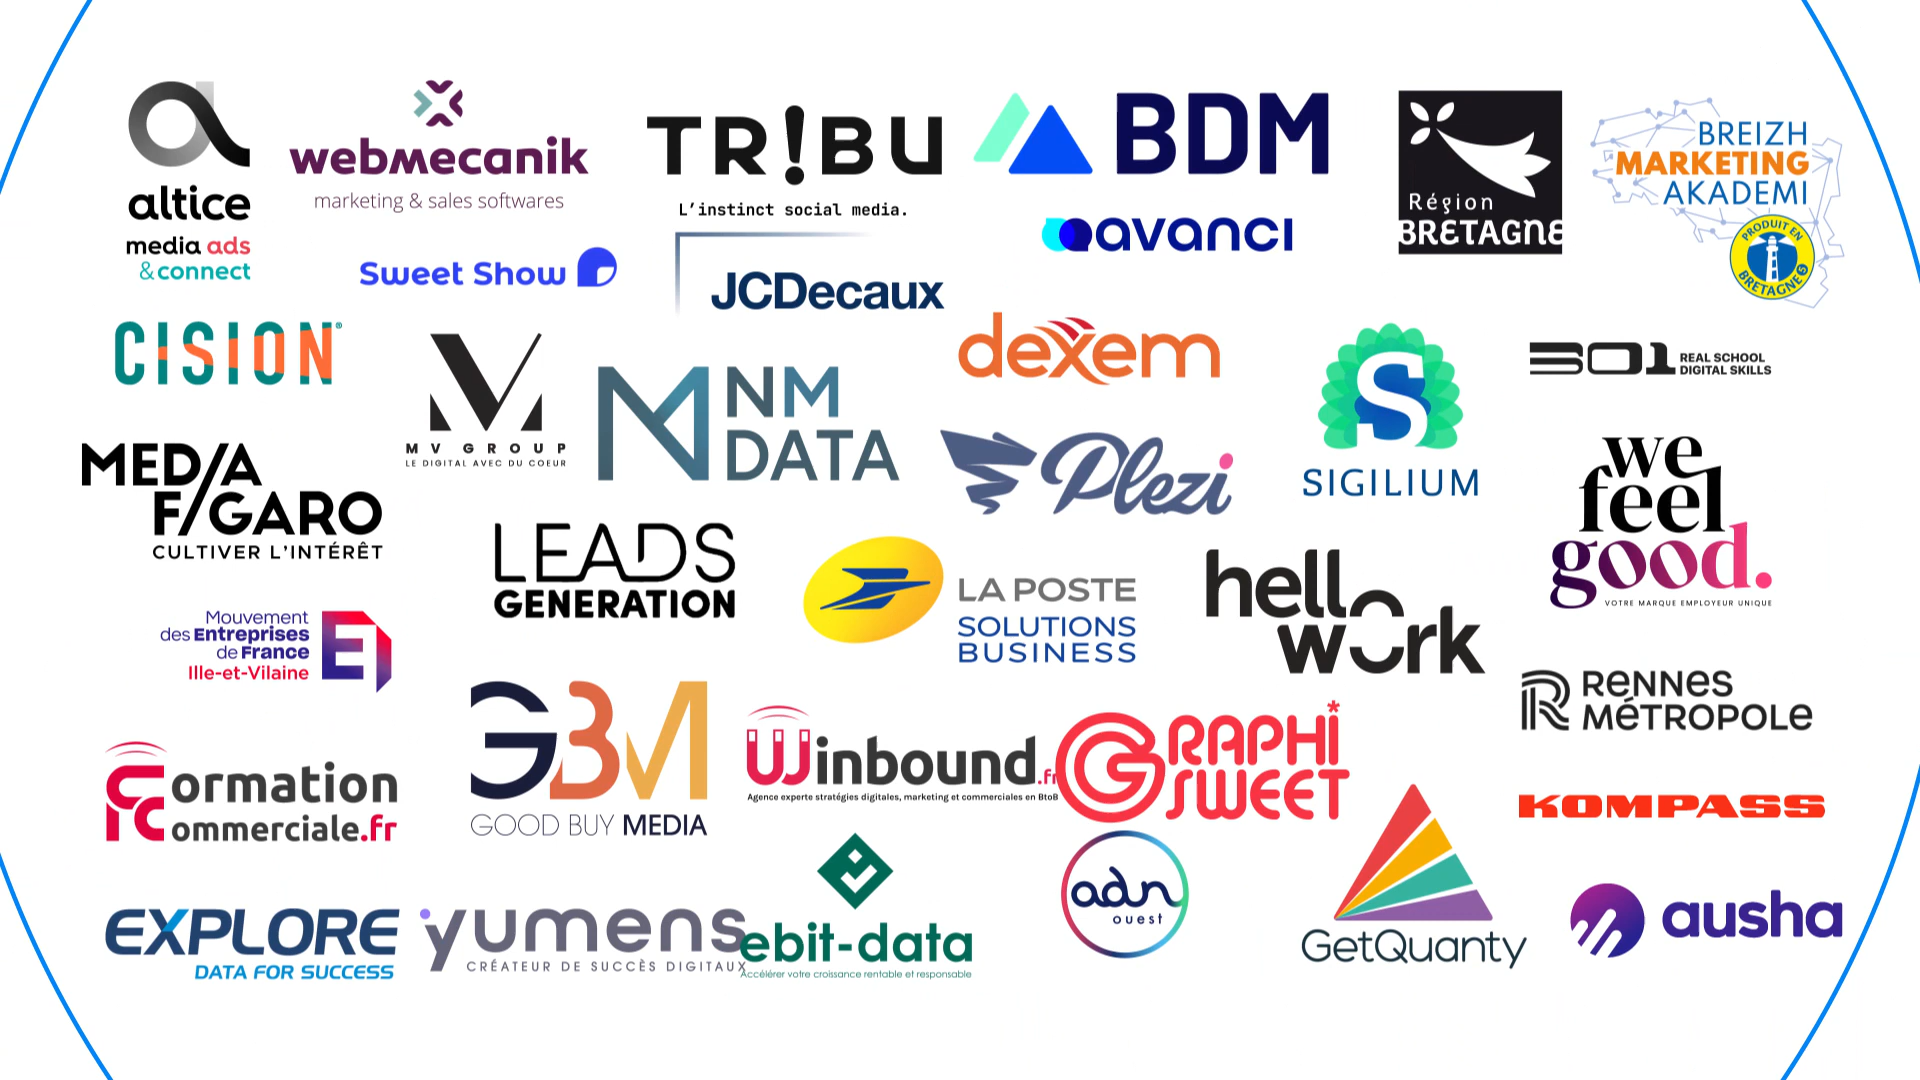 altice
media ads
&connect
webmecanik
marketing & sales softwares
Sweet Show
TR!BU
L'instinct social media.
JCDecaux
BDM
avanci
Région
BRETAGNE
BREIZH
MARKETING
AKADEMI
PRODUIT EN
BRETAGNE
CISION®
MV GROUP
LE DIGITAL AVEC DU COEUR
NM
DATA
dexem
SIGILIUM
301
REAL SCHOOL
DIGITAL SKILLS
MEDIA
FIGARO
CULTIVER L'INTÉRÊT
LEADS
GENERATION
Plezi
we
feel
good.
VOTRE MARQUE EMPLOYEUR UNIQUE
Mouvement
des Entreprises
de France
Ille-et-Vilaine
LA POSTE
SOLUTIONS
BUSINESS
hello
work
RENNES
MÉTROPOLE
Formation
Commerciale.fr
GBM
GOOD BUY MEDIA
Winbound.fr
Agence experte stratégies digitales, marketing et commerciales en BtoB
GRAPHI
SWEET
KOMPASS
EXPLORE
DATA FOR SUCCESS
yumens
CRÉATEUR DE SUCCÈS DIGITAUX
ebit-data
Accélérer votre croissance rentable et responsable
adn
ouest
GetQuanty
ausha